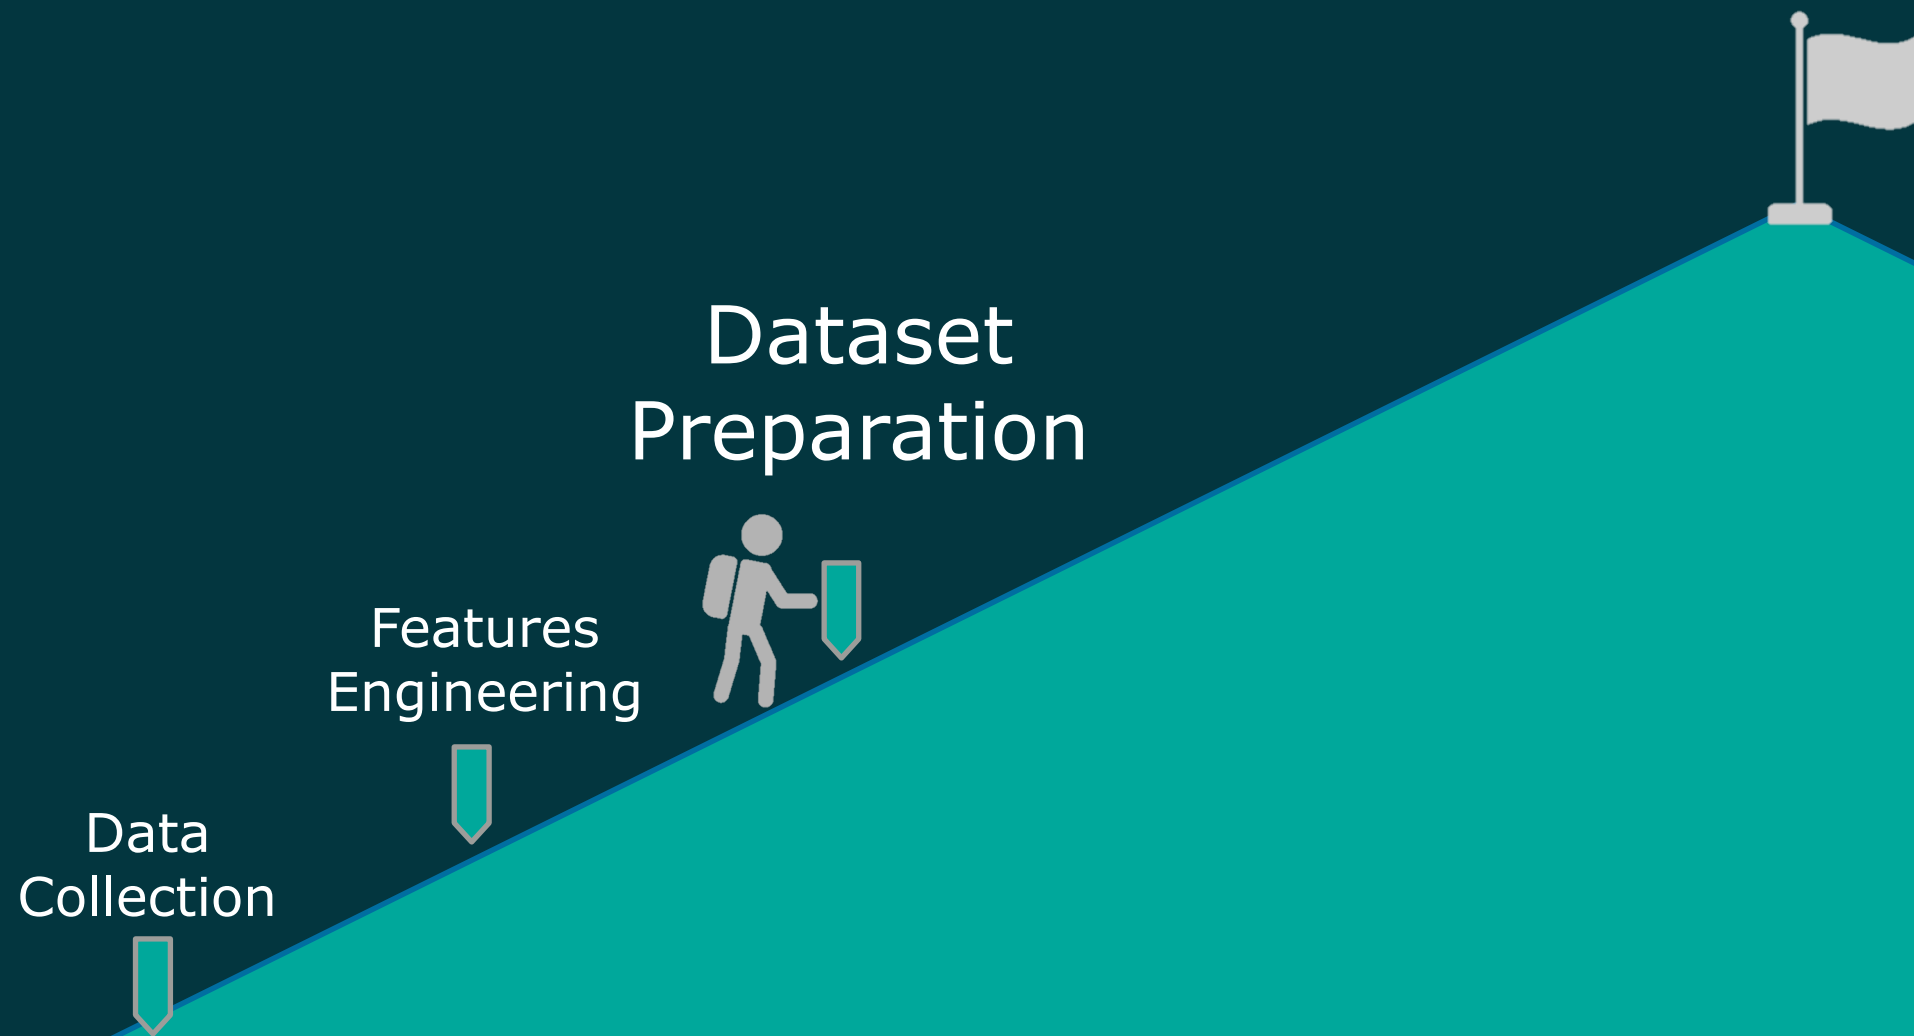 Dataset
Preparation
Features
Engineering
Data
Collection